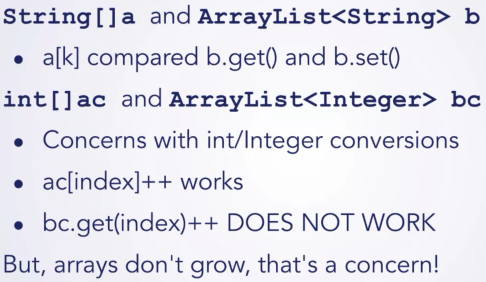 String[]a and ArrayList<String> b
• a[k] compared b.get() and b.set()
int[]ac and ArrayList<Integer> bc
• Concerns with int/Integer conversions
• ac[index]++ works
• bc.get(index)++ DOES NOT WORK
But, arrays don't grow, that's a concern!